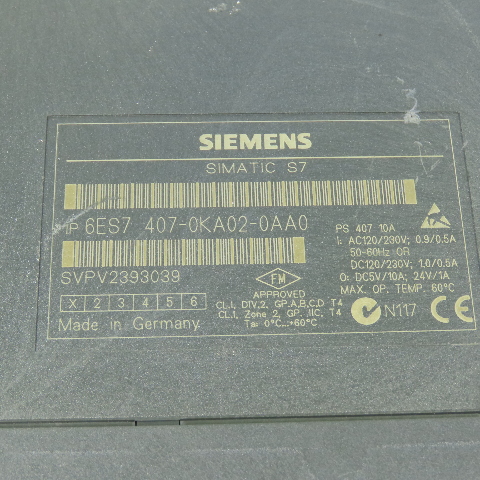 SIEMENS
SIMATIC S7
1P 6ES7 407-0KA02-0AA0
SVPV2393039
X 2 3 4 5 6
Made in Germany
FM
APPROVED
CL.I, DIV.2, GP.A,B,C,D T4
CL.1, Zone 2, GP. IIC, T4
Ta: 0°C...+60°C
PS 407 10A
I: AC120/230V; 0.9/0.5A
50-60Hz OR
DC120/230V; 1.0/0.5A
O: DC5V/10A; 24V/1A
MAX. OP. TEMP. 60°C
N117 CE